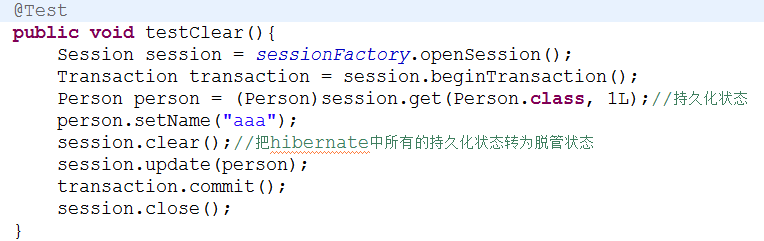 @Test
public void testClear(){
    Session session = sessionFactory.openSession();
    Transaction transaction = session.beginTransaction();
    Person person = (Person)session.get(Person.class, 1L);//持久化状态
    person.setName("aaa");
    session.clear();//把hibernate中所有的持久化状态转为脱管状态
    session.update(person);
    transaction.commit();
    session.close();
}